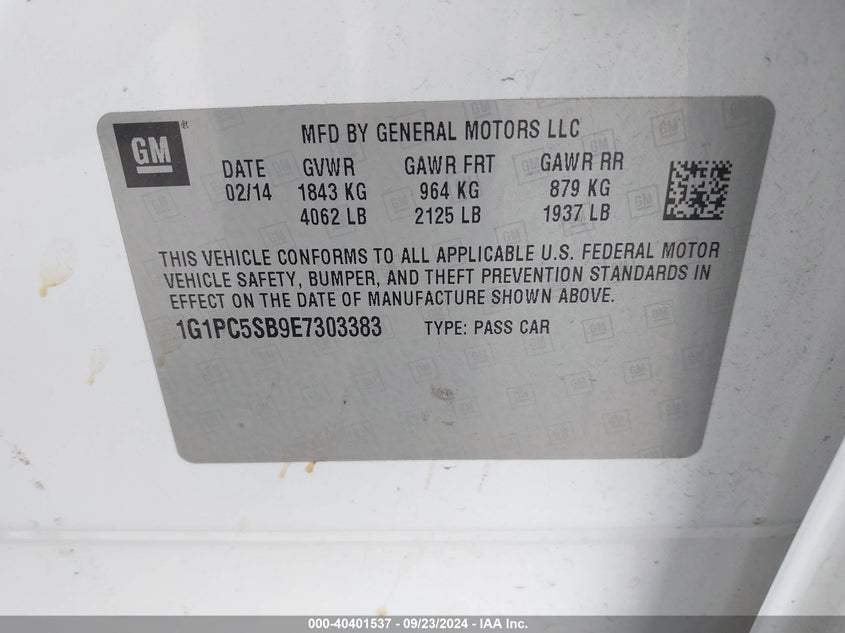 GM ®
MFD BY GENERAL MOTORS LLC
DATE GVWR GAWR FRT GAWR RR
02/14 1843 KG 964 KG 879 KG
4062 LB 2125 LB 1937 LB
THIS VEHICLE CONFORMS TO ALL APPLICABLE U.S. FEDERAL MOTOR
VEHICLE SAFETY, BUMPER, AND THEFT PREVENTION STANDARDS IN
EFFECT ON THE DATE OF MANUFACTURE SHOWN ABOVE.
1G1PC5SB9E7303383 TYPE: PASS CAR
000-40401537 - 09/23/2024 - IAA Inc.